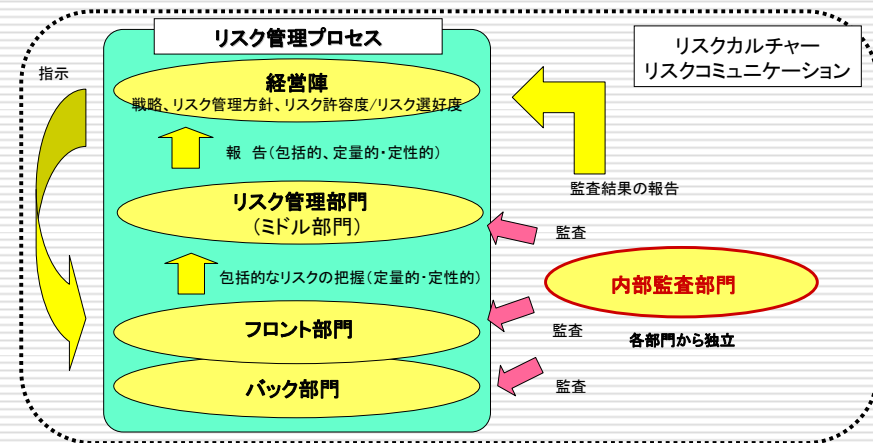 リスク管理プロセス
リスクカルチャー
リスクコミュニケーション
指示
経営陣
戦略、リスク管理方針、リスク許容度/リスク選好度
報 告(包括的、定量的・定性的)
監査結果の報告
リスク管理部門
(ミドル部門)
監査
包括的なリスクの把握(定量的・定性的)
内部監査部門
フロント部門
監査
各部門から独立
バック部門
監査